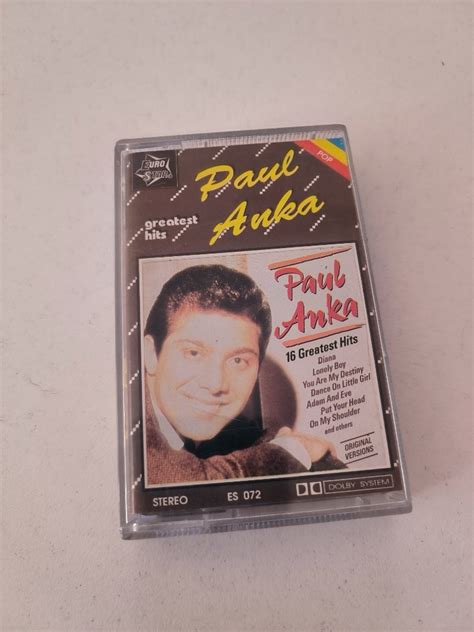 EURO
STAR
POP
Paul
Anka
greatest
hits
Paul
Anka
16 Greatest Hits
Diana
Lonely Boy
You Are My Destiny
Dance On Little Girl
Adam And Eve
Put Your Head
On My Shoulder
and others
ORIGINAL
VERSIONS
STEREO
ES 072
DOLBY SYSTEM